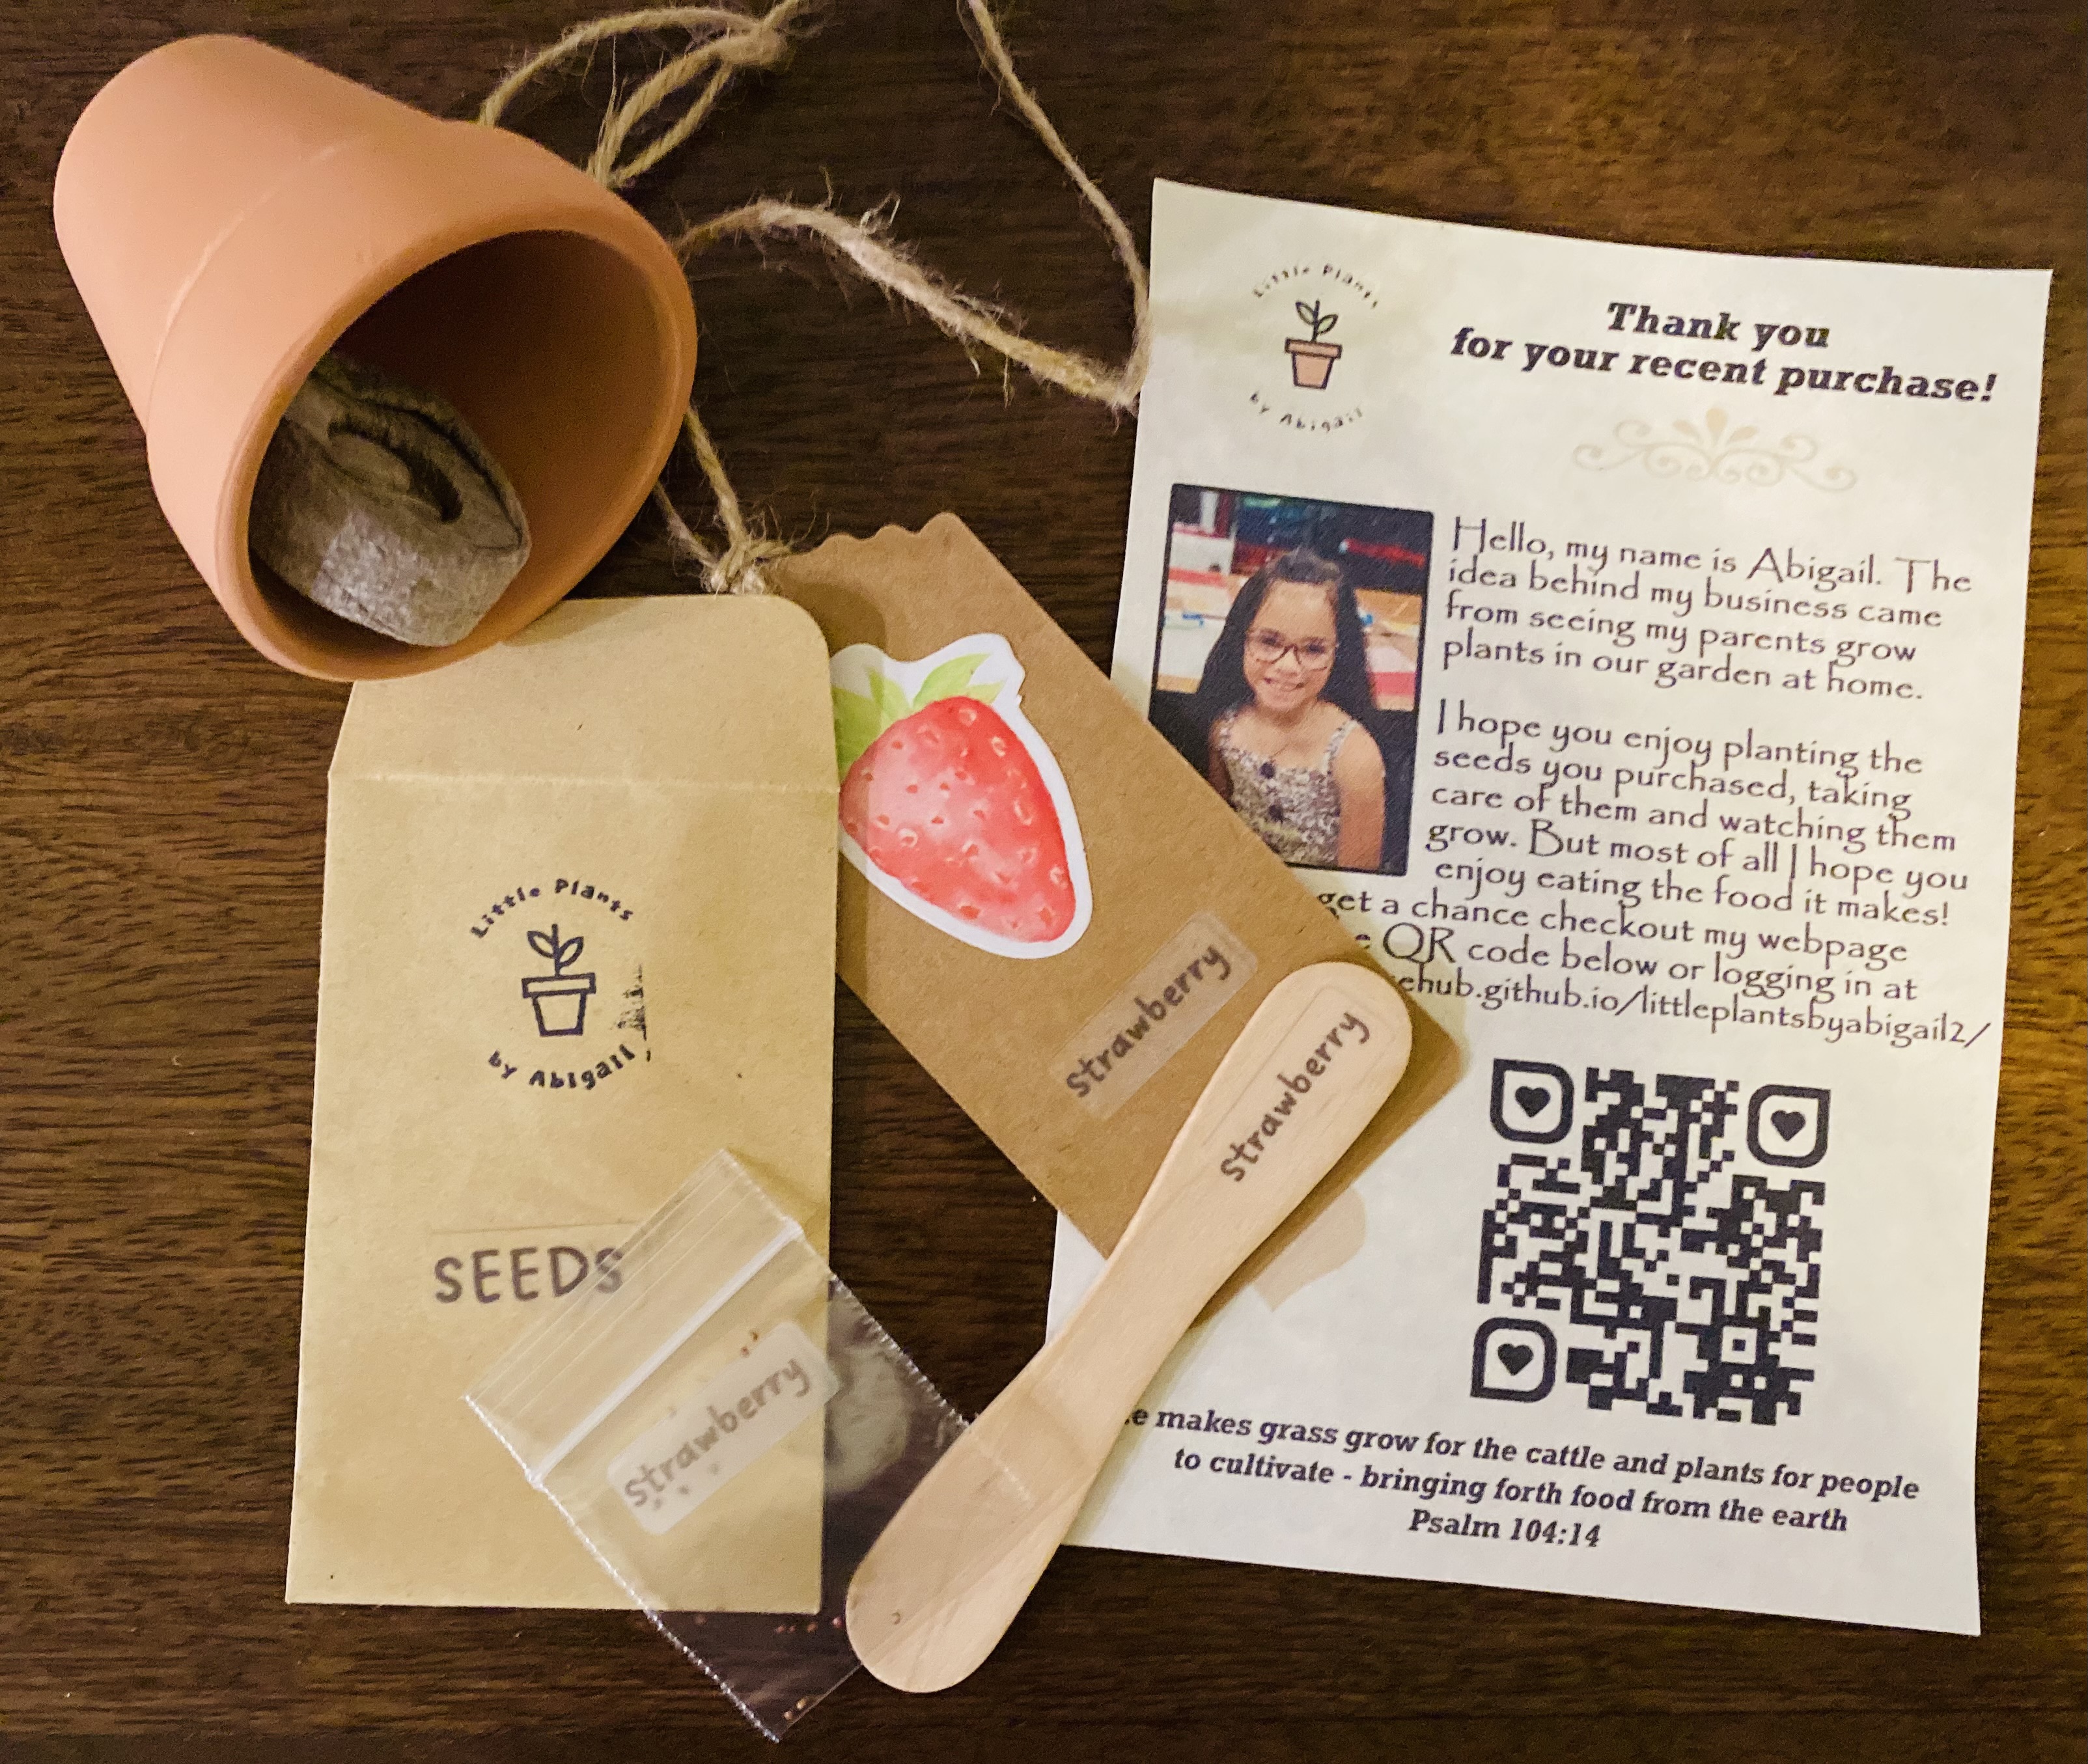 Little Plants
by Abigail
Thank you
for your recent purchase!
Hello, my name is Abigail. The
idea behind my business came
from seeing my parents grow
plants in our garden at home.
I hope you enjoy planting the
seeds you purchased, taking
care of them and watching them
grow. But most of all I hope you
enjoy eating the food it makes!
get a chance checkout my webpage
QR code below or logging in at
ehub.github.io/littleplantsbyabigail2/
makes grass grow for the cattle and plants for people
to cultivate - bringing forth food from the earth
Psalm 104:14
Strawberry
Strawberry
Little Plants
by Abigail
SEEDS
Strawberry